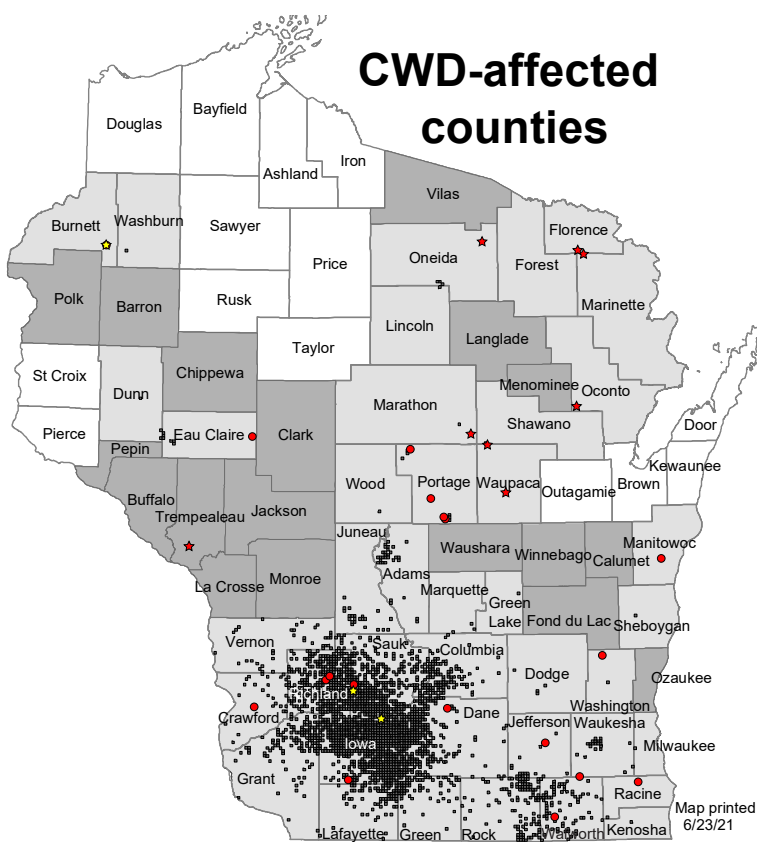 CWD-affected
counties
Douglas
Bayfield
Ashland
Iron
Vilas
Burnett
Washburn
Sawyer
Florence
Oneida
Forest
Price
Polk
Barron
Rusk
Marinette
Lincoln
Langlade
Taylor
St Croix
Chippewa
Menominee
Oconto
Dunn
Marathon
Shawano
Door
Pierce
Eau Claire
Clark
Pepin
Kewaunee
Wood
Portage
Waupaca
Outagamie
Brown
Buffalo
Trempealeau
Jackson
Juneau
Manitowoc
Waushara
Winnebago
Calumet
Adams
La Crosse
Monroe
Marquette
Green
Lake
Fond du Lac
Sheboygan
Vernon
Sauk
Columbia
Dodge
Ozaukee
Richland
Washington
Crawford
Dane
Jefferson
Waukesha
Iowa
Milwaukee
Grant
Racine
Map printed
6/23/21
Lafayette
Green
Rock
Walworth
Kenosha